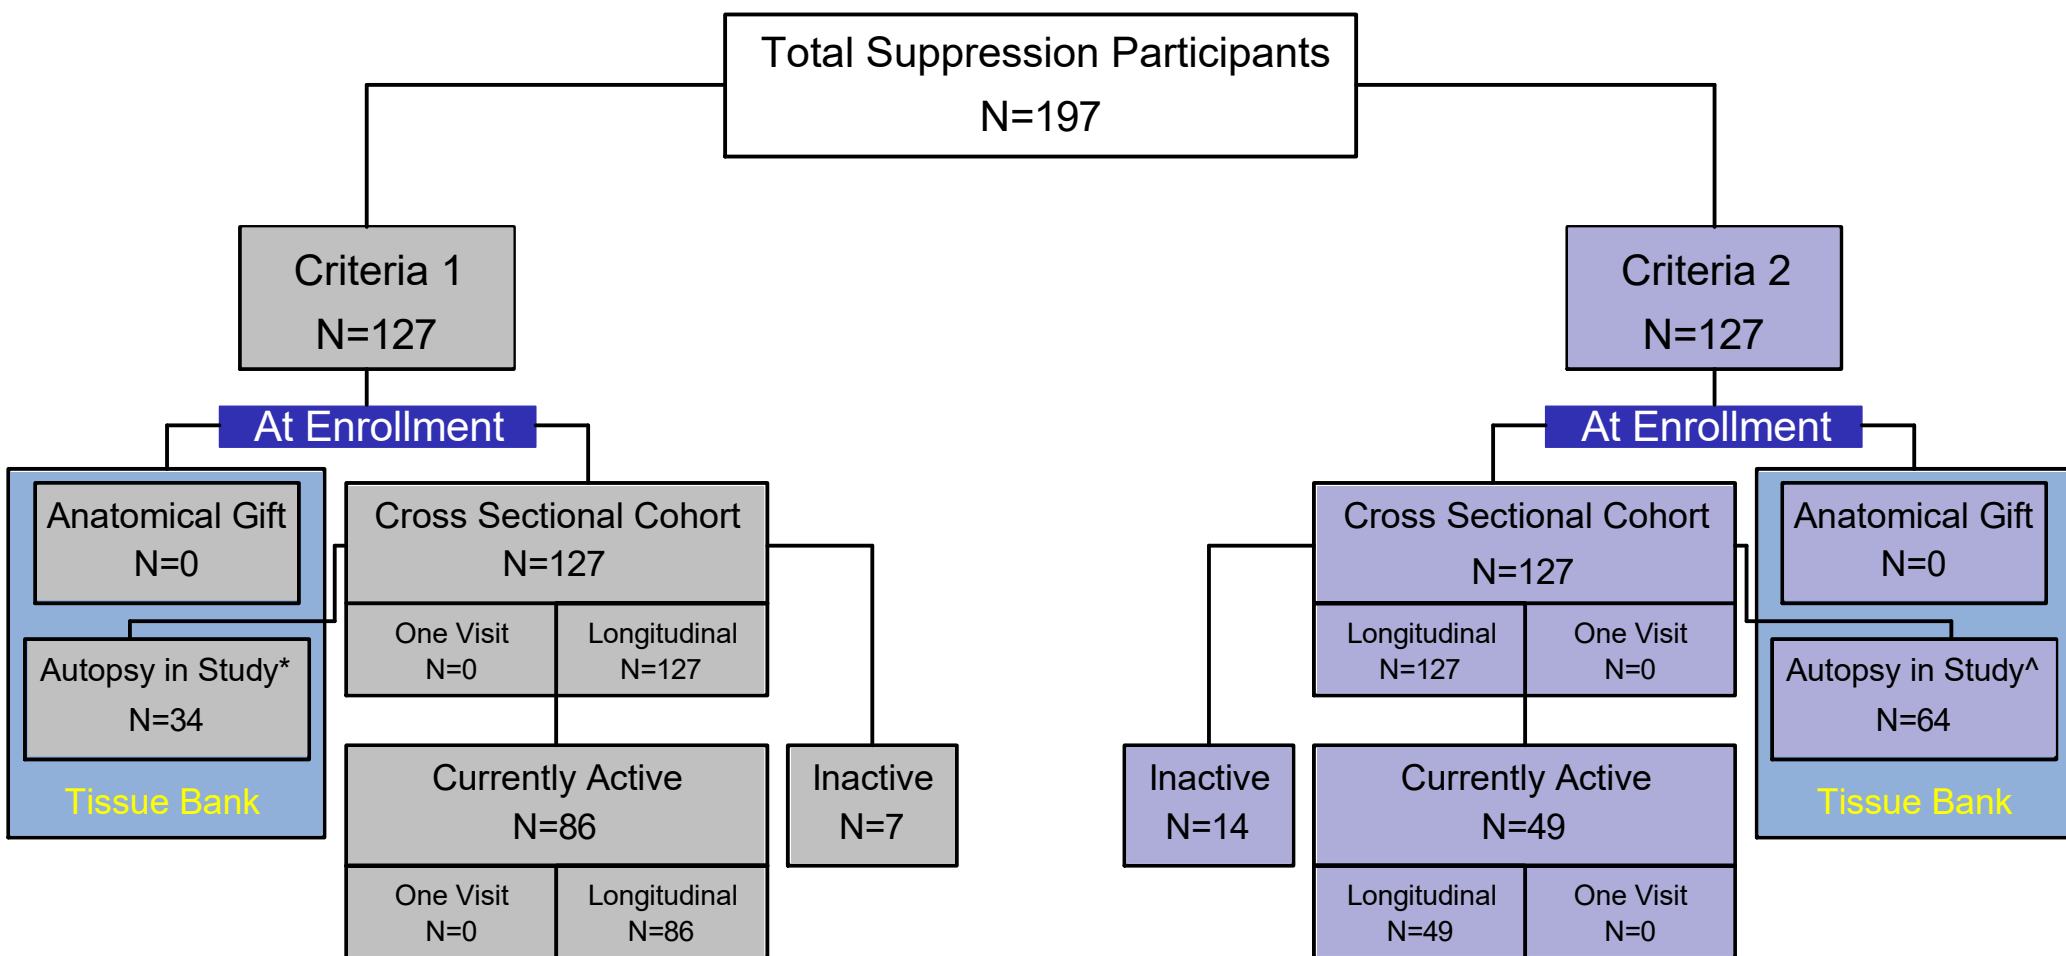 Total Suppression Participants
N=197
Criteria 1
N=127
Criteria 2
N=127
At Enrollment
At Enrollment
Anatomical Gift
N=0
Cross Sectional Cohort
N=127
One Visit
N=0
Longitudinal
N=127
Autopsy in Study*
N=34
Tissue Bank
Currently Active
N=86
One Visit
N=0
Longitudinal
N=86
Inactive
N=7
Cross Sectional Cohort
N=127
Longitudinal
N=127
One Visit
N=0
Anatomical Gift
N=0
Autopsy in Study^
N=64
Tissue Bank
Inactive
N=14
Currently Active
N=49
Longitudinal
N=49
One Visit
N=0